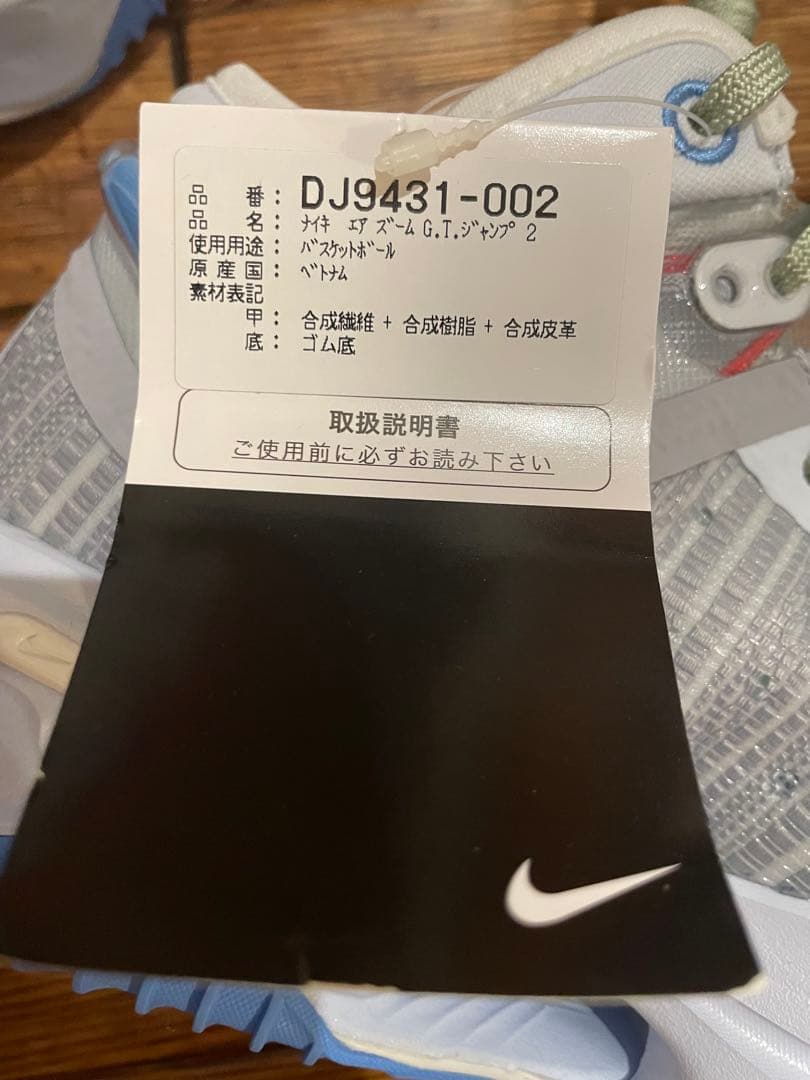 品 番： DJ9431-002
品 名： ナイキ エア ズーム G.T.ジャンプ 2
使用用途： バスケットボール
原産国： ベトナム
素材表記
甲： 合成繊維 + 合成樹脂 + 合成皮革
底： ゴム底
取扱説明書
ご使用前に必ずお読み下さい